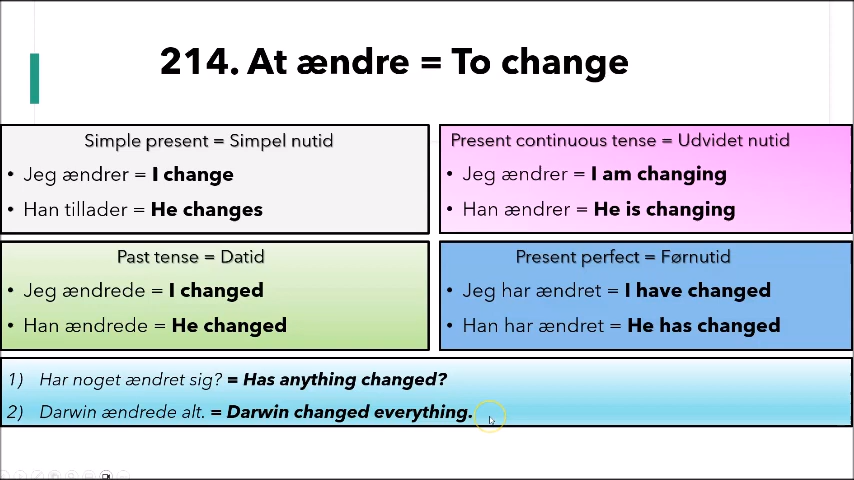 214. At ændre = To change
Simple present = Simpel nutid
• Jeg ændrer = I change
• Han tillader = He changes
Present continuous tense = Udvidet nutid
• Jeg ændrer = I am changing
• Han ændrer = He is changing
Past tense = Datid
• Jeg ændrede = I changed
• Han ændrede = He changed
Present perfect = Førnutid
• Jeg har ændret = I have changed
• Han har ændret = He has changed
1) Har noget ændret sig? = Has anything changed?
2) Darwin ændrede alt. = Darwin changed everything.